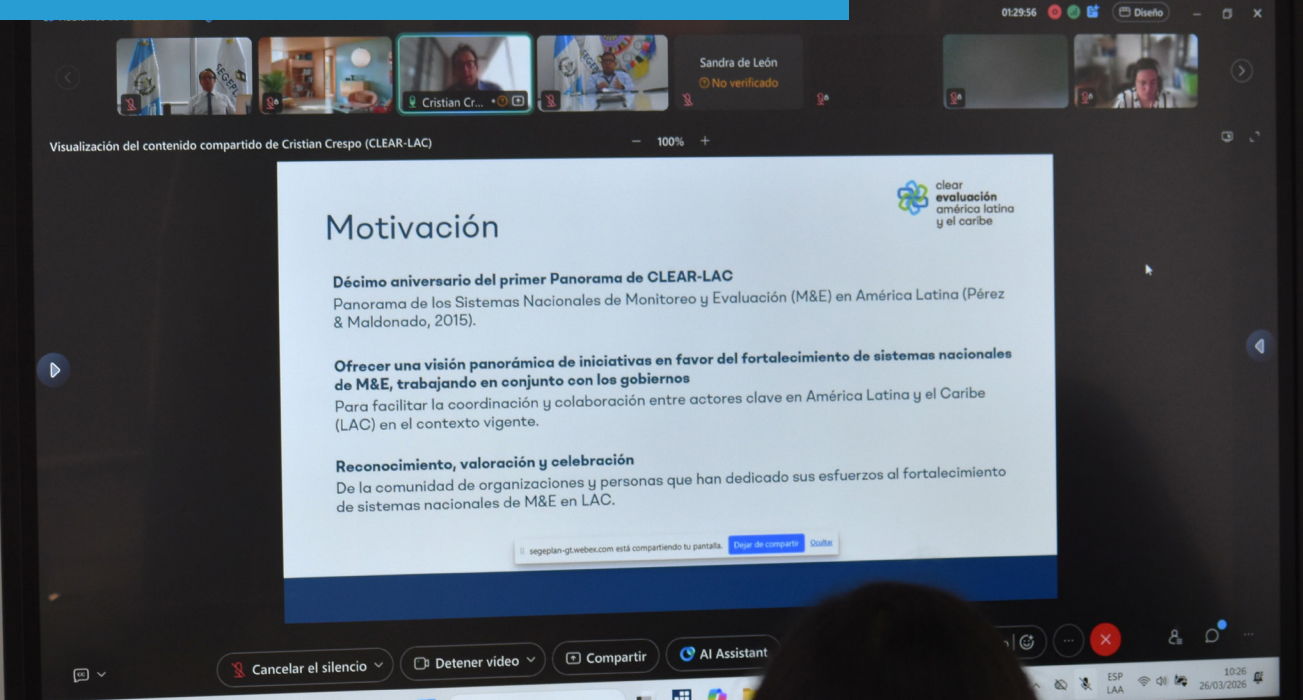 01:29:56
Diseño
SEGEPL
Cristian Cr...
Sandra de León
No verificado
Visualización del contenido compartido de Cristian Crespo (CLEAR-LAC)
100%
clear
evaluación
américa latina
y el caribe
Motivación
Décimo aniversario del primer Panorama de CLEAR-LAC
Panorama de los Sistemas Nacionales de Monitoreo y Evaluación (M&E) en América Latina (Pérez
& Maldonado, 2015).
Ofrecer una visión panorámica de iniciativas en favor del fortalecimiento de sistemas nacionales
de M&E, trabajando en conjunto con los gobiernos
Para facilitar la coordinación y colaboración entre actores clave en América Latina y el Caribe
(LAC) en el contexto vigente.
Reconocimiento, valoración y celebración
De la comunidad de organizaciones y personas que han dedicado sus esfuerzos al fortalecimiento
de sistemas nacionales de M&E en LAC.
segeplan-gt.webex.com está compartiendo tu pantalla.
Dejar de compartir
Ocultar
Cancelar el silencio
Detener video
Compartir
AI Assistant
ESP
LAA
10:26
26/03/2026